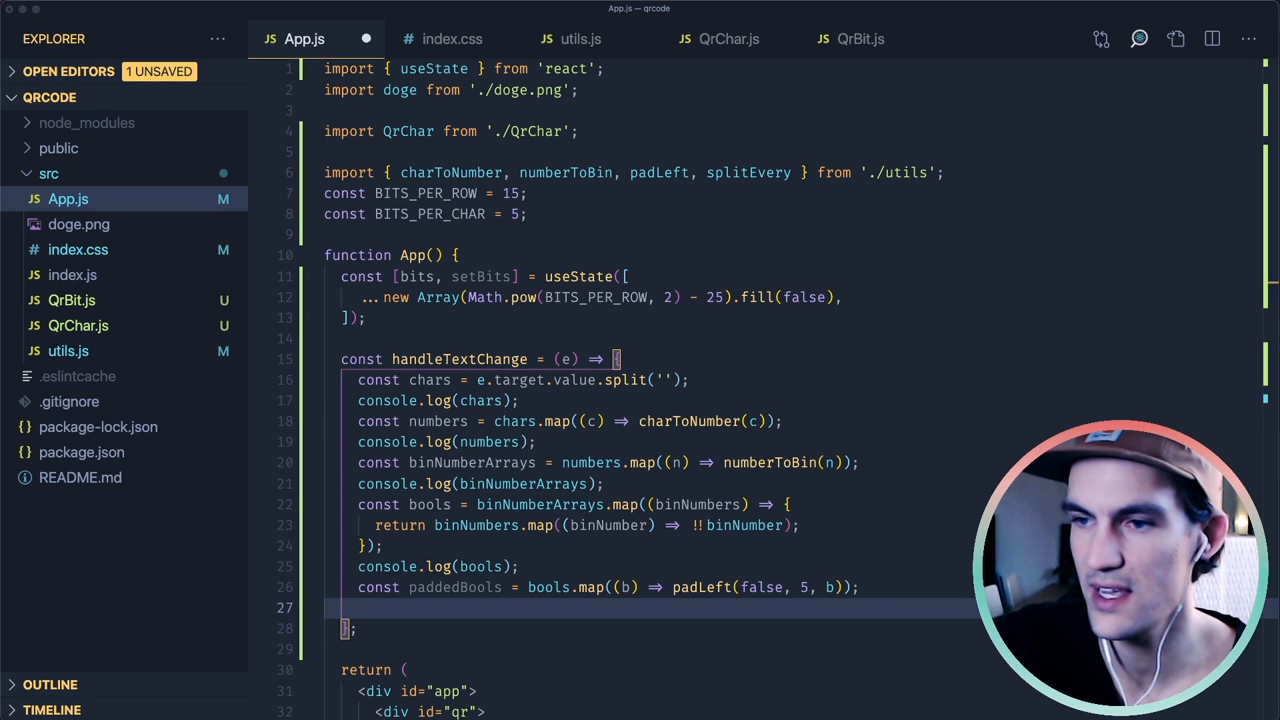 App.js — qrcode
EXPLORER
App.js
index.css
utils.js
QrChar.js
QrBit.js
OPEN EDITORS 1 UNSAVED
QRCODE
node_modules
public
src
App.js M
doge.png
index.css M
index.js
QrBit.js U
QrChar.js U
utils.js M
.eslintcache
.gitignore
package-lock.json
package.json
README.md
OUTLINE
TIMELINE
1 import { useState } from 'react';
2 import doge from './doge.png';
3
4 import QrChar from './QrChar';
5
6 import { charToNumber, numberToBin, padLeft, splitEvery } from './utils';
7 const BITS_PER_ROW = 15;
8 const BITS_PER_CHAR = 5;
9
10 function App() {
11 const [bits, setBits] = useState([
12 ...new Array(Math.pow(BITS_PER_ROW, 2) - 25).fill(false),
13 ]);
14
15 const handleTextChange = (e) => {
16 const chars = e.target.value.split('');
17 console.log(chars);
18 const numbers = chars.map((c) => charToNumber(c));
19 console.log(numbers);
20 const binNumberArrays = numbers.map((n) => numberToBin(n));
21 console.log(binNumberArrays);
22 const bools = binNumberArrays.map((binNumbers) => {
23 return binNumbers.map((binNumber) => !!binNumber);
24 });
25 console.log(bools);
26 const paddedBools = bools.map((b) => padLeft(false, 5, b));
27
28 };
29
30 return (
31 <div id="app">
32 <div id="qr">